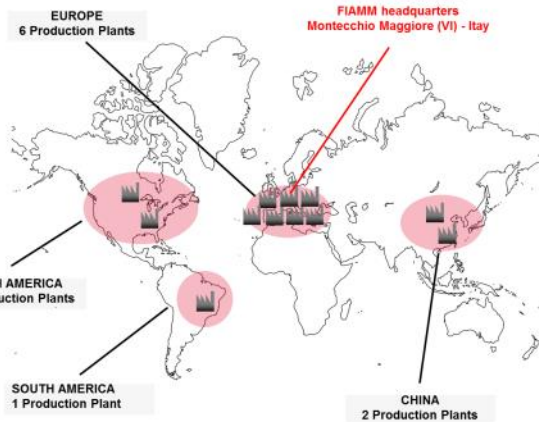 EUROPE
6 Production Plants
FIAMM headquarters
Montecchio Maggiore (VI) - Itay
AMERICA
uction Plants
SOUTH AMERICA
1 Production Plant
CHINA
2 Production Plants